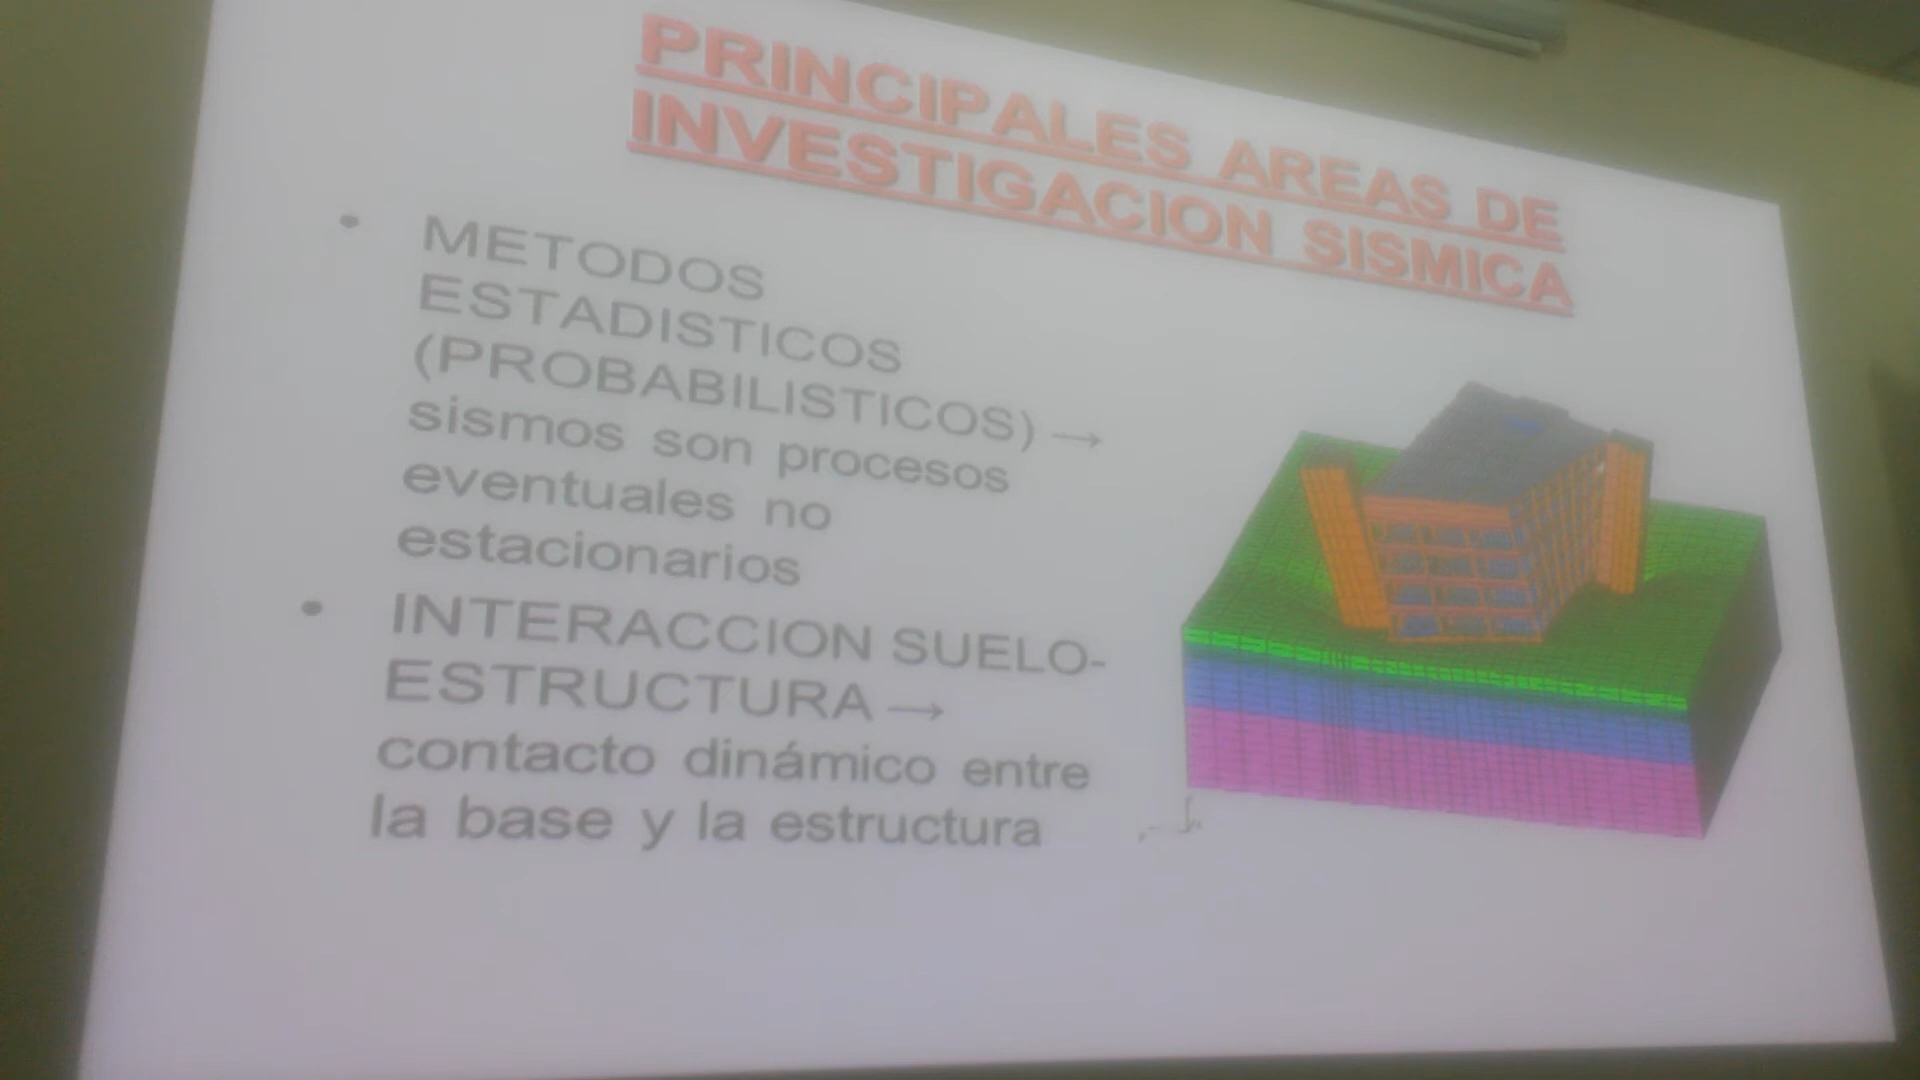 PRINCIPALES AREAS DE
INVESTIGACION SISMICA
• METODOS
ESTADISTICOS
(PROBABILISTICOS) →
sismos son procesos
eventuales no
estacionarios
• INTERACCION SUELO-
ESTRUCTURA →
contacto dinámico entre
la base y la estructura